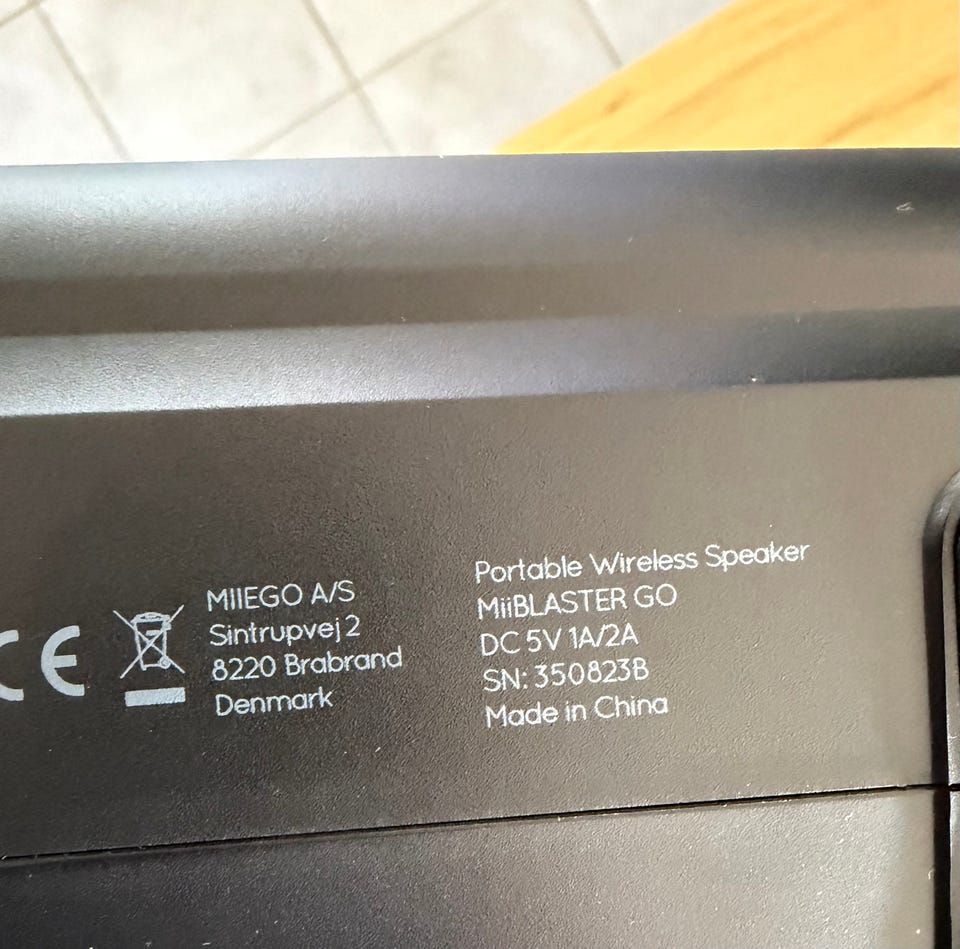 CE
MIIEGO A/S
Sintrupvej 2
8220 Brabrand
Denmark
Portable Wireless Speaker
MiiBLASTER GO
DC 5V 1A/2A
SN: 350823B
Made in China